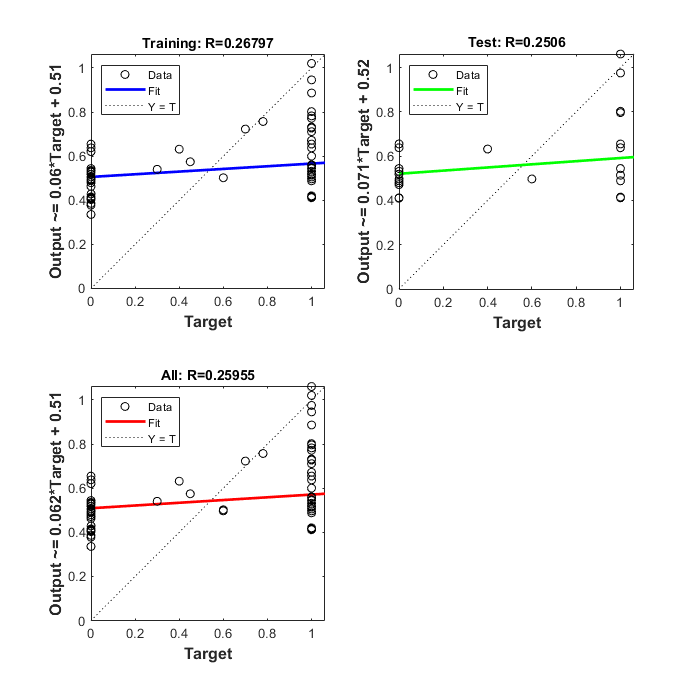 Training: R=0.26797
Output ~= 0.06*Target + 0.51
1
0.8
0.6
0.4
0.2
0
Data
Fit
Y = T
0 0.2 0.4 0.6 0.8 1
Target
Test: R=0.2506
Output ~= 0.071*Target + 0.52
1
0.8
0.6
0.4
0.2
0
Data
Fit
Y = T
0 0.2 0.4 0.6 0.8 1
Target
All: R=0.25955
Output ~= 0.062*Target + 0.51
1
0.8
0.6
0.4
0.2
0
Data
Fit
Y = T
0 0.2 0.4 0.6 0.8 1
Target